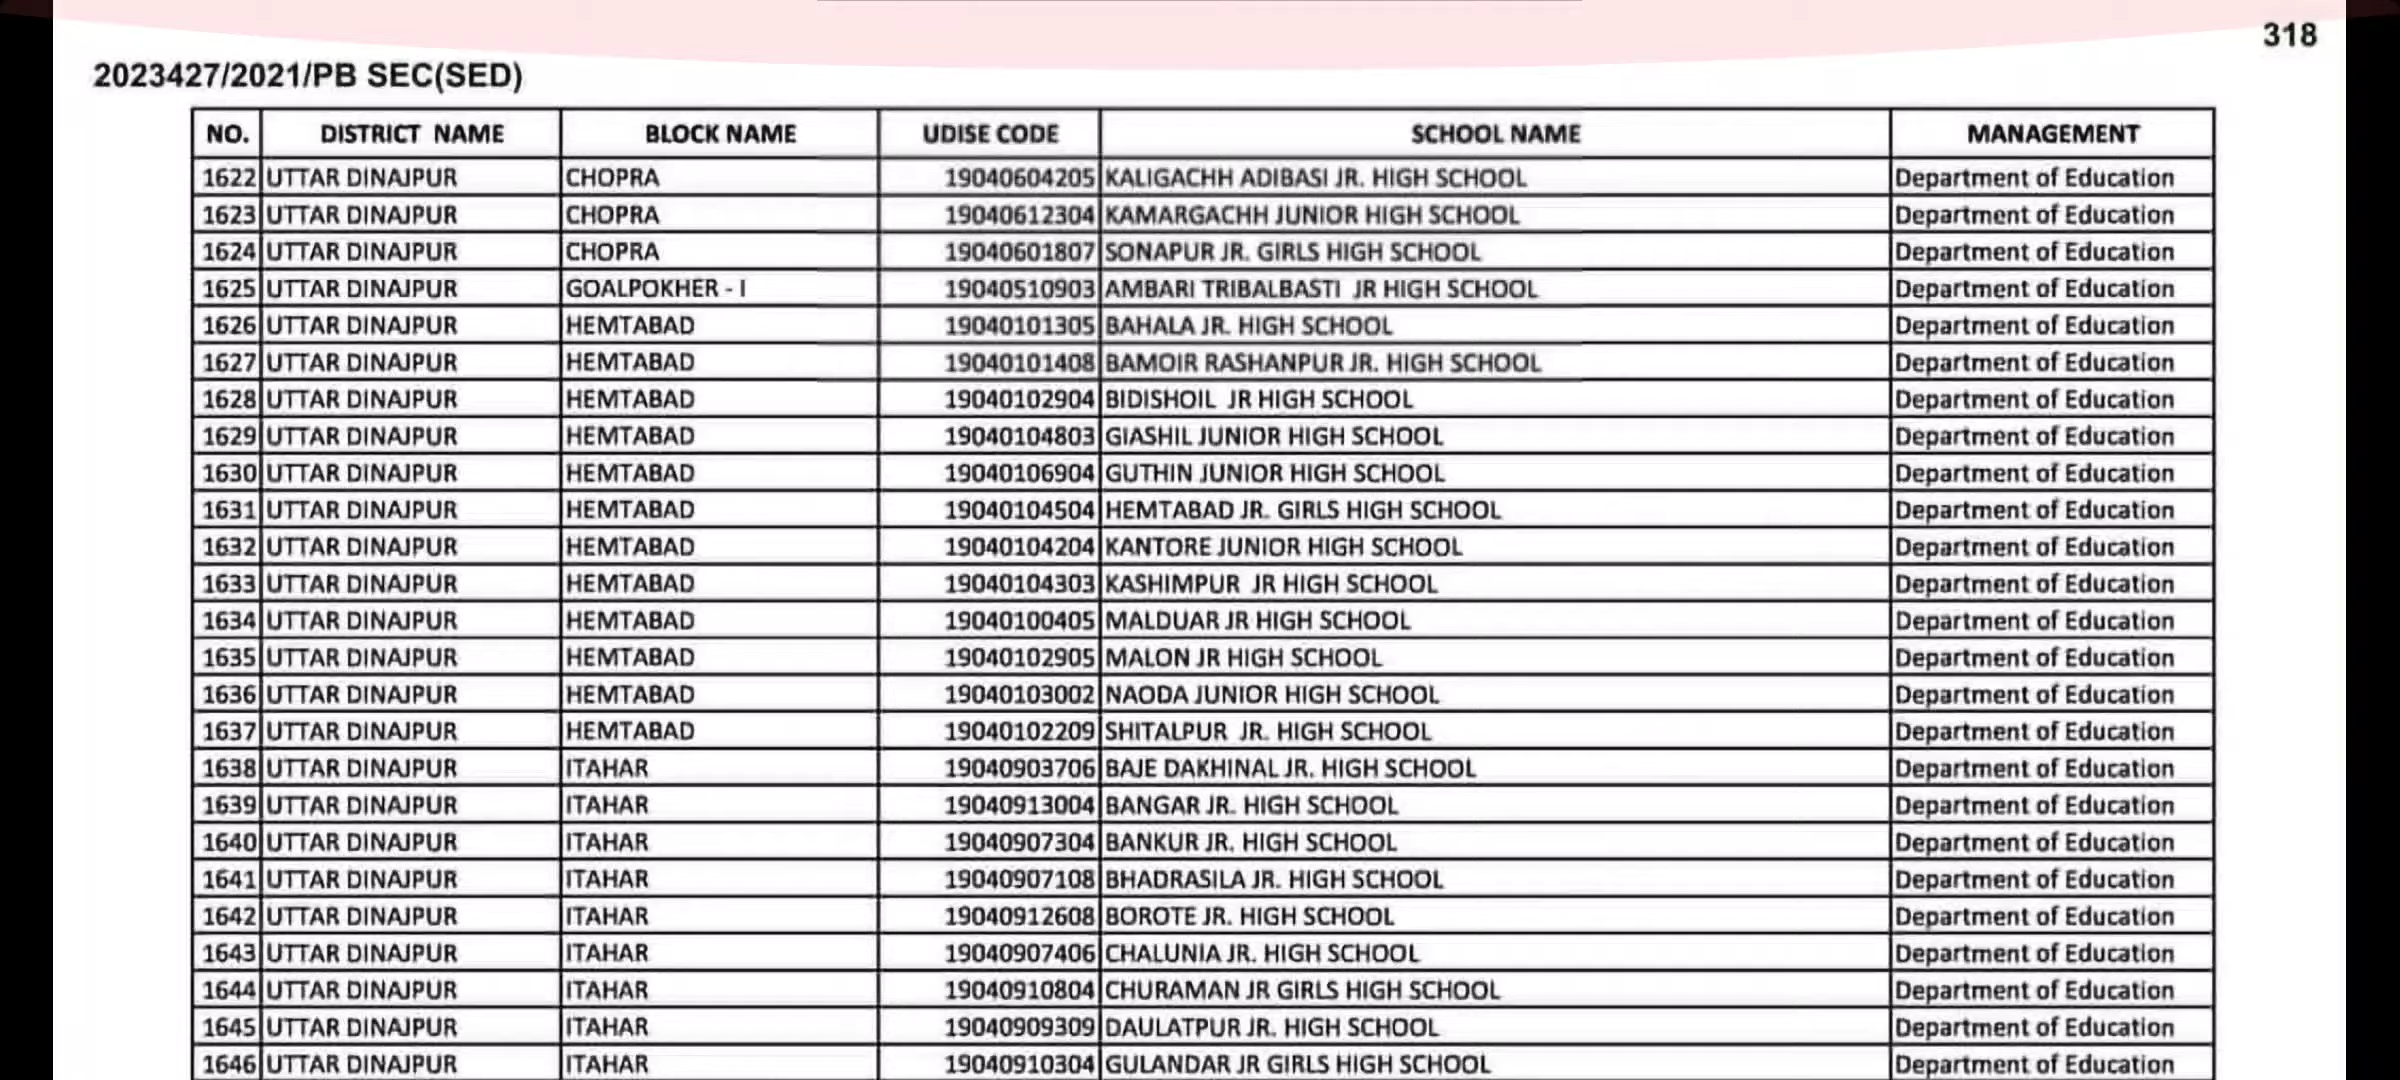 318
2023427/2021/PB SEC(SED)
NO. DISTRICT NAME BLOCK NAME UDISE CODE SCHOOL NAME MANAGEMENT
1622 UTTAR DINAJPUR CHOPRA 19040604205 KALIGACHH ADIBASI JR. HIGH SCHOOL Department of Education
1623 UTTAR DINAJPUR CHOPRA 19040612304 KAMARGACHH JUNIOR HIGH SCHOOL Department of Education
1624 UTTAR DINAJPUR CHOPRA 19040601807 SONAPUR JR. GIRLS HIGH SCHOOL Department of Education
1625 UTTAR DINAJPUR GOALPOKHER - I 19040510903 AMBARI TRIBALBASTI JR HIGH SCHOOL Department of Education
1626 UTTAR DINAJPUR HEMTABAD 19040101305 BAHALA JR. HIGH SCHOOL Department of Education
1627 UTTAR DINAJPUR HEMTABAD 19040101408 BAMOIR RASHANPUR JR. HIGH SCHOOL Department of Education
1628 UTTAR DINAJPUR HEMTABAD 19040102904 BIDISHOIL JR HIGH SCHOOL Department of Education
1629 UTTAR DINAJPUR HEMTABAD 19040104803 GIASHIL JUNIOR HIGH SCHOOL Department of Education
1630 UTTAR DINAJPUR HEMTABAD 19040106904 GUTHIN JUNIOR HIGH SCHOOL Department of Education
1631 UTTAR DINAJPUR HEMTABAD 19040104504 HEMTABAD JR. GIRLS HIGH SCHOOL Department of Education
1632 UTTAR DINAJPUR HEMTABAD 19040104204 KANTORE JUNIOR HIGH SCHOOL Department of Education
1633 UTTAR DINAJPUR HEMTABAD 19040104303 KASHIMPUR JR HIGH SCHOOL Department of Education
1634 UTTAR DINAJPUR HEMTABAD 19040100405 MALDUAR JR HIGH SCHOOL Department of Education
1635 UTTAR DINAJPUR HEMTABAD 19040102905 MALON JR HIGH SCHOOL Department of Education
1636 UTTAR DINAJPUR HEMTABAD 19040103002 NAODA JUNIOR HIGH SCHOOL Department of Education
1637 UTTAR DINAJPUR HEMTABAD 19040102209 SHITALPUR JR. HIGH SCHOOL Department of Education
1638 UTTAR DINAJPUR ITAHAR 19040903706 BAJE DAKHINAL JR. HIGH SCHOOL Department of Education
1639 UTTAR DINAJPUR ITAHAR 19040913004 BANGAR JR. HIGH SCHOOL Department of Education
1640 UTTAR DINAJPUR ITAHAR 19040907304 BANKUR JR. HIGH SCHOOL Department of Education
1641 UTTAR DINAJPUR ITAHAR 19040907108 BHADRASILA JR. HIGH SCHOOL Department of Education
1642 UTTAR DINAJPUR ITAHAR 19040912608 BOROTE JR. HIGH SCHOOL Department of Education
1643 UTTAR DINAJPUR ITAHAR 19040907406 CHALUNIA JR. HIGH SCHOOL Department of Education
1644 UTTAR DINAJPUR ITAHAR 19040910804 CHURAMAN JR GIRLS HIGH SCHOOL Department of Education
1645 UTTAR DINAJPUR ITAHAR 19040909309 DAULATPUR JR. HIGH SCHOOL Department of Education
1646 UTTAR DINAJPUR ITAHAR 19040910304 GULANDAR JR GIRLS HIGH SCHOOL Department of Education